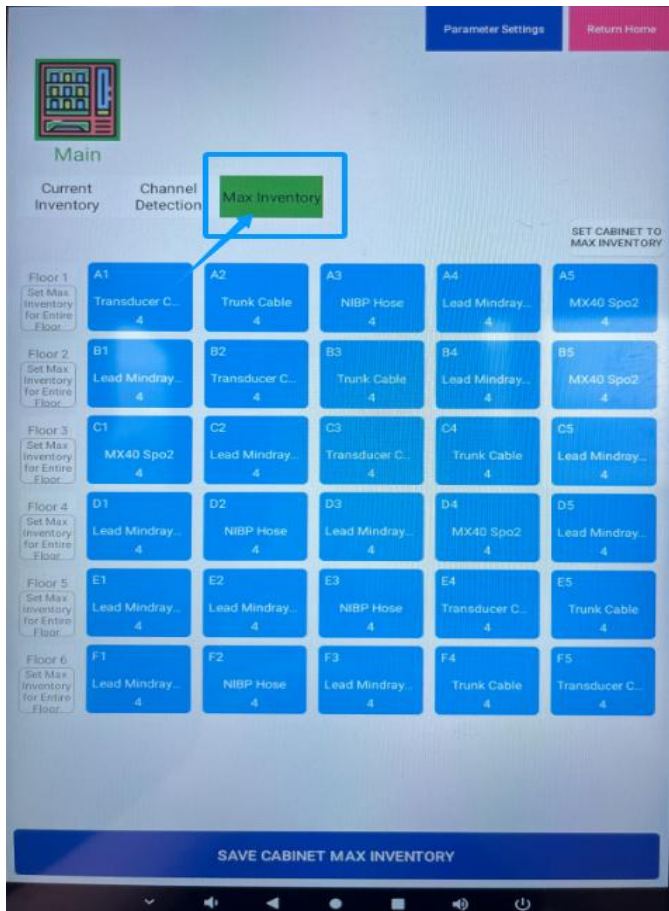 Parameter Settings
Return Home
Main
Current
Inventory
Channel
Detection
Max Inventory
SET CABINET TO
MAX INVENTORY
Floor 1
Set Max
Inventory
for Entire
Floor
A1
Transducer C...
4
A2
Trunk Cable
4
A3
NIBP Hose
4
A4
Lead Mindray...
4
A5
MX40 Spo2
4
Floor 2
Set Max
Inventory
for Entire
Floor
B1
Lead Mindray...
4
B2
Transducer C...
4
B3
Trunk Cable
4
B4
Lead Mindray...
4
B5
MX40 Spo2
4
Floor 3
Set Max
Inventory
for Entire
Floor
C1
MX40 Spo2
4
C2
Lead Mindray...
4
C3
Transducer C...
4
C4
Trunk Cable
4
C5
Lead Mindray...
4
Floor 4
Set Max
Inventory
for Entire
Floor
D1
Lead Mindray...
4
D2
NIBP Hose
4
D3
Lead Mindray...
4
D4
MX40 Spo2
4
D5
Lead Mindray...
4
Floor 5
Set Max
Inventory
for Entire
Floor
E1
Lead Mindray...
4
E2
Lead Mindray...
4
E3
NIBP Hose
4
E4
Transducer C...
4
E5
Trunk Cable
4
Floor 6
Set Max
Inventory
for Entire
Floor
F1
Lead Mindray...
4
F2
NIBP Hose
4
F3
Lead Mindray...
4
F4
Trunk Cable
4
F5
Transducer C...
4
SAVE CABINET MAX INVENTORY